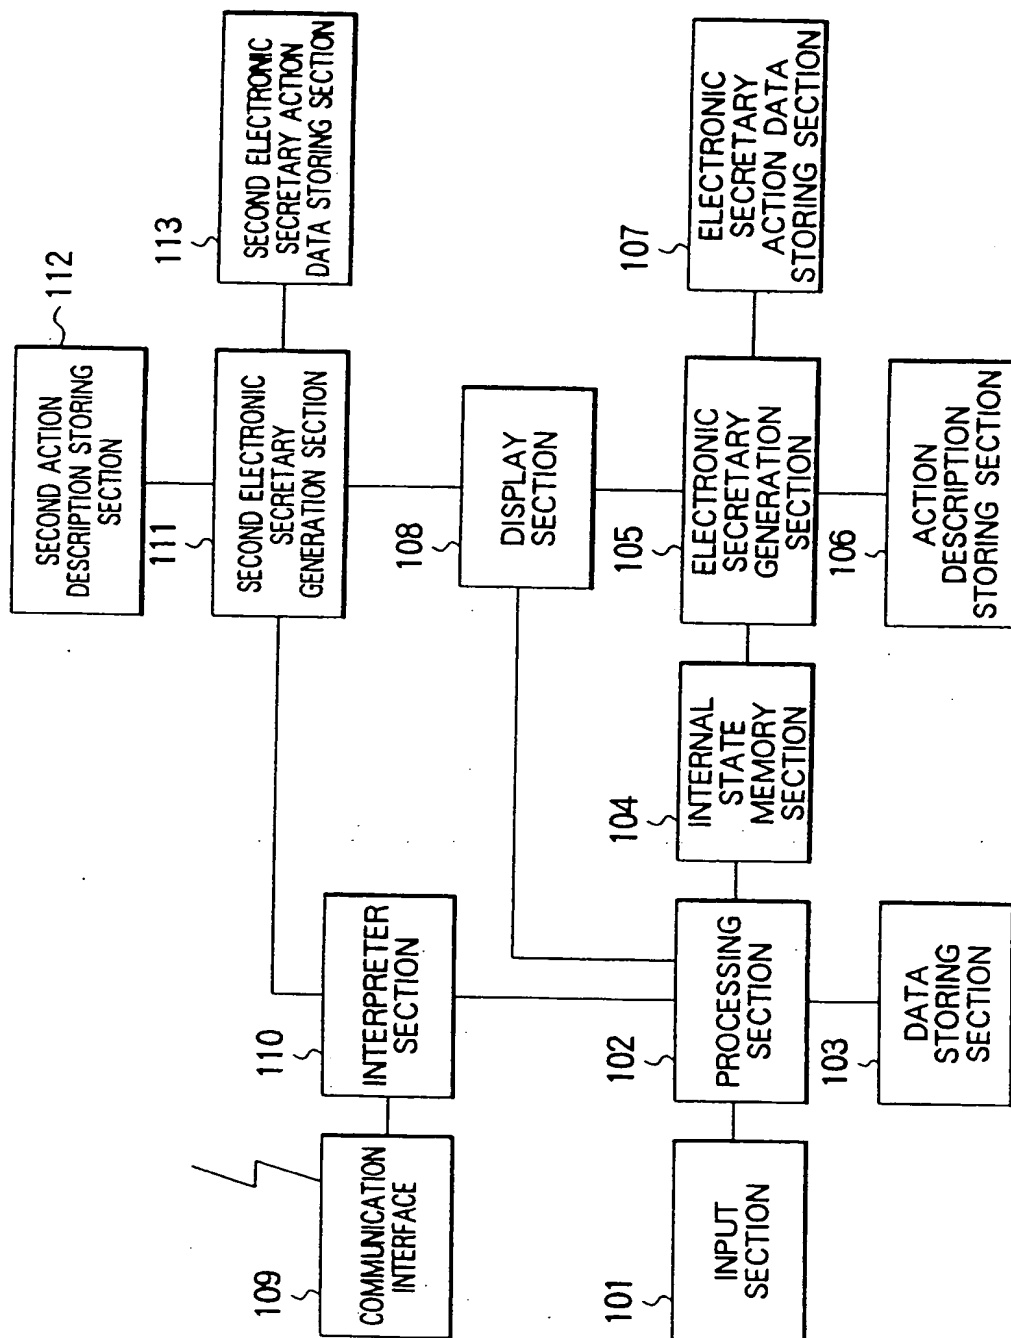 112
SECOND ACTION
DESCRIPTION STORING
SECTION
113
SECOND ELECTRONIC
SECRETARY ACTION
DATA STORING SECTION
111
SECOND ELECTRONIC
SECRETARY
GENERATION SECTION
110
INTERPRETER
SECTION
109
COMMUNICATION
INTERFACE
108
DISPLAY
SECTION
107
ELECTRONIC
SECRETARY
ACTION DATA
STORING SECTION
105
ELECTRONIC
SECRETARY
GENERATION
SECTION
104
INTERNAL
STATE
MEMORY
SECTION
102
PROCESSING
SECTION
101
INPUT
SECTION
106
ACTION
DESCRIPTION
STORING SECTION
103
DATA
STORING
SECTION